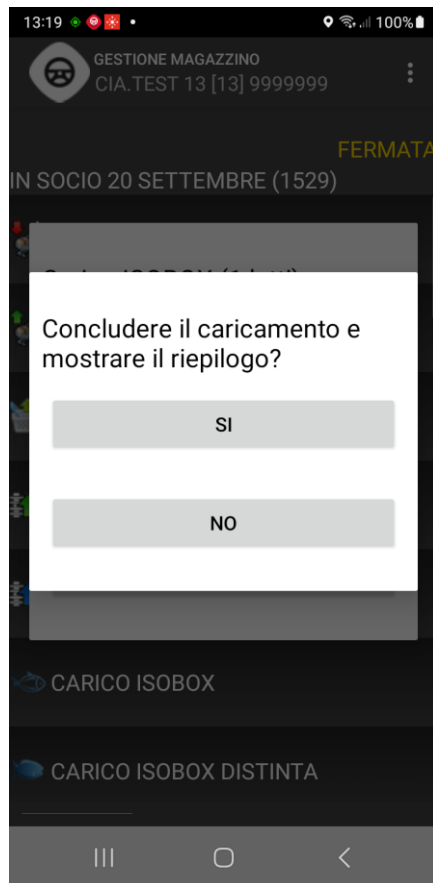 13:19
100%
GESTIONE MAGAZZINO
CIA.TEST 13 [13] 9999999
FERMATA
IN SOCIO 20 SETTEMBRE (1529)
Concludere il caricamento e
mostrare il riepilogo?
SI
NO
CARICO ISOBOX
CARICO ISOBOX DISTINTA